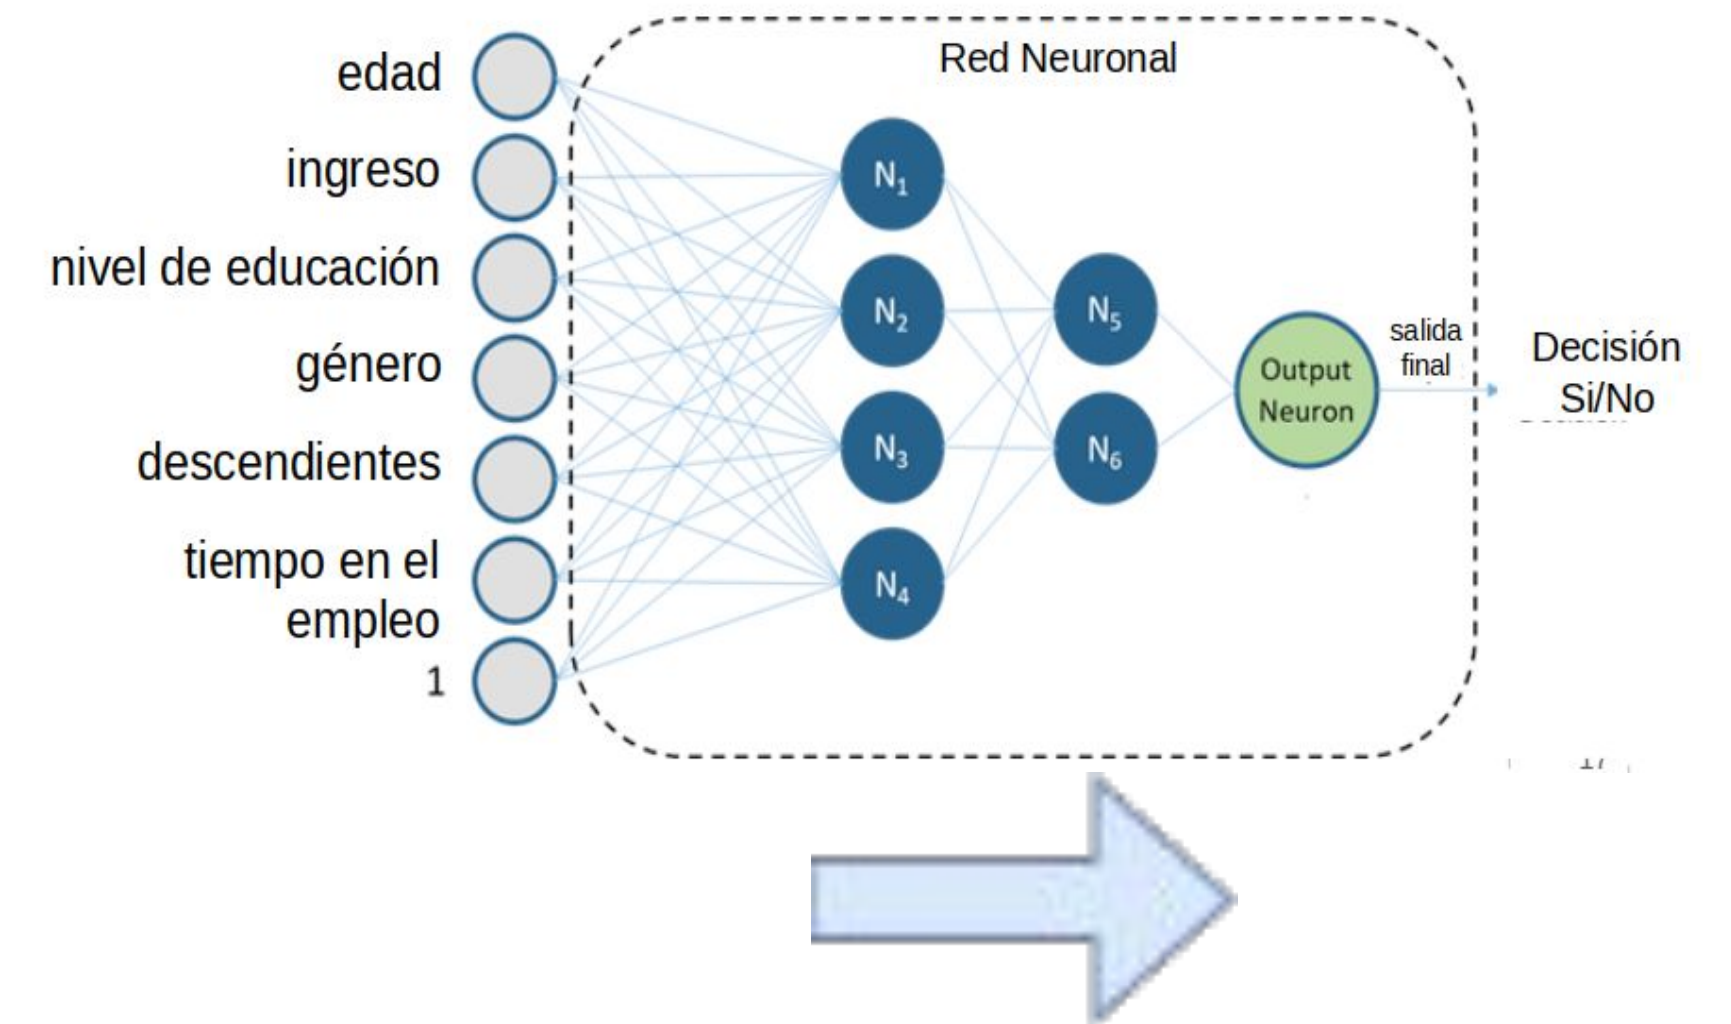 Red Neuronal
edad
ingreso
nivel de educación
género
descendientes
tiempo en el
empleo
1
N1
N2
N3
N4
N5
N6
Output
Neuron
salida
final
Decisión
Si/No